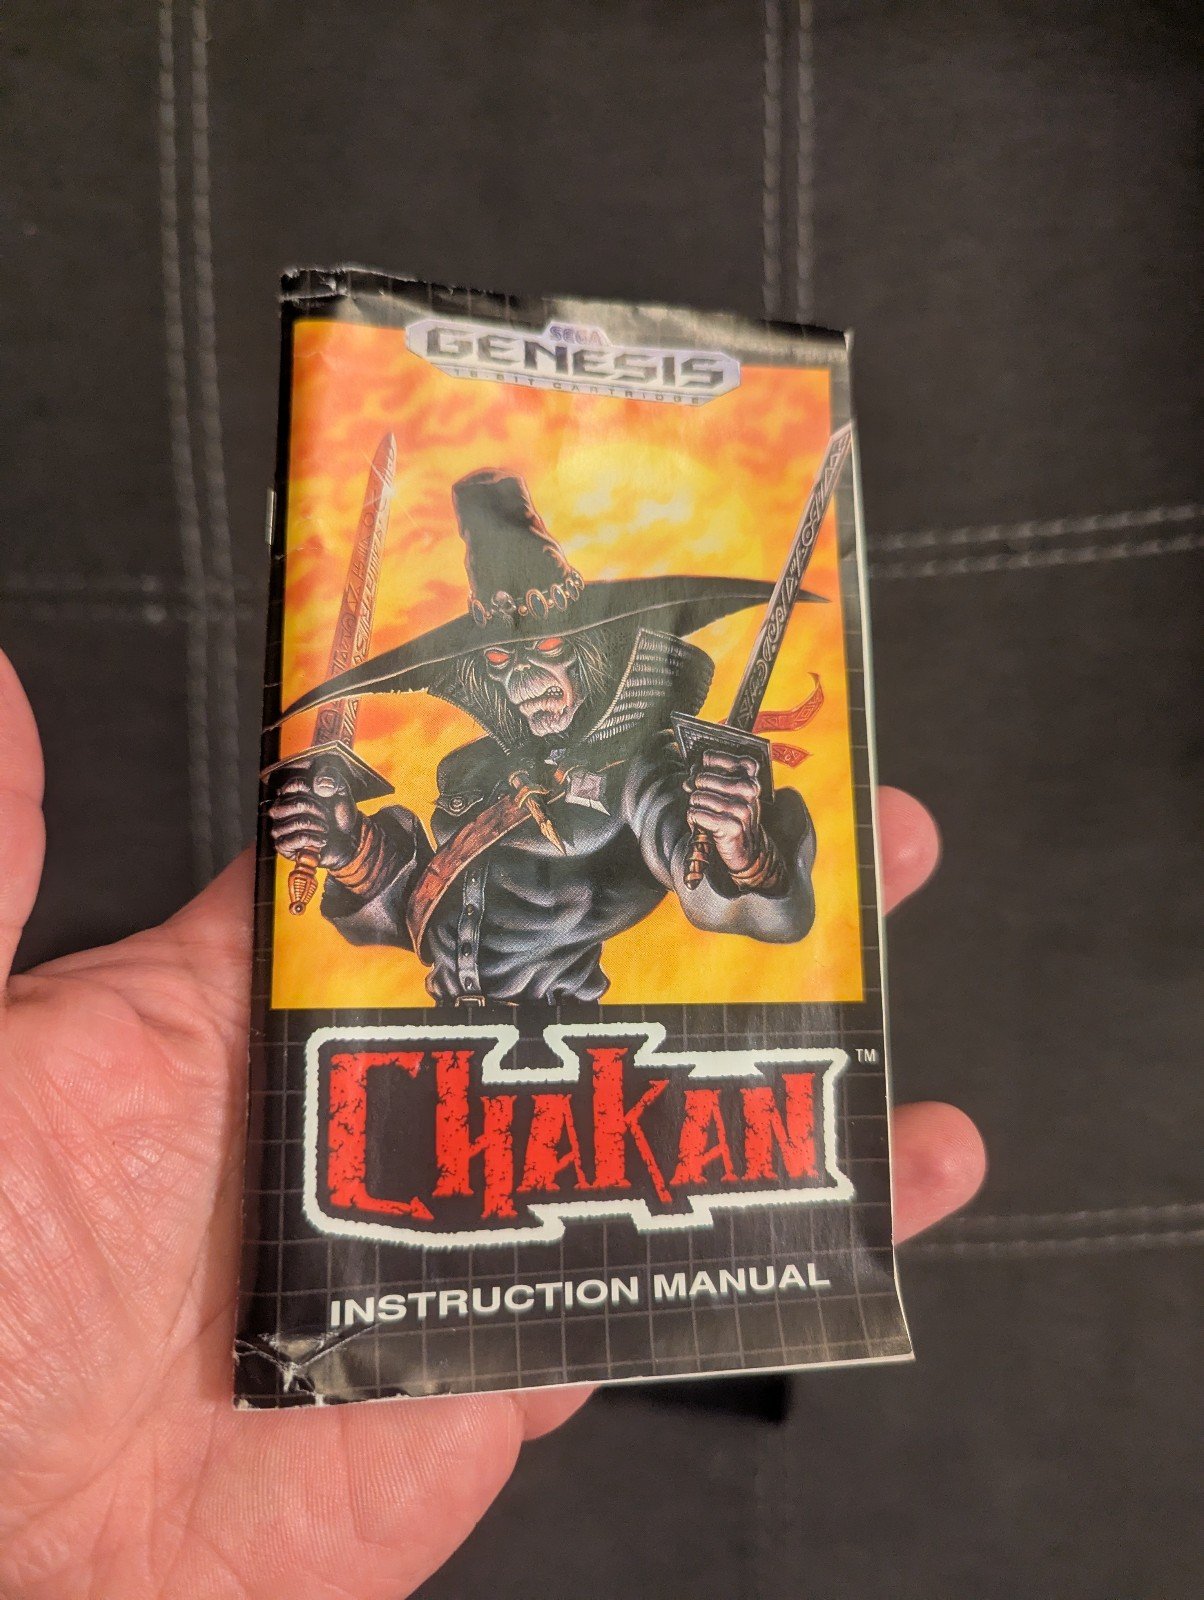 SEGA
GENESIS
16-BIT CARTRIDGE
CHAKAN
TM
INSTRUCTION MANUAL